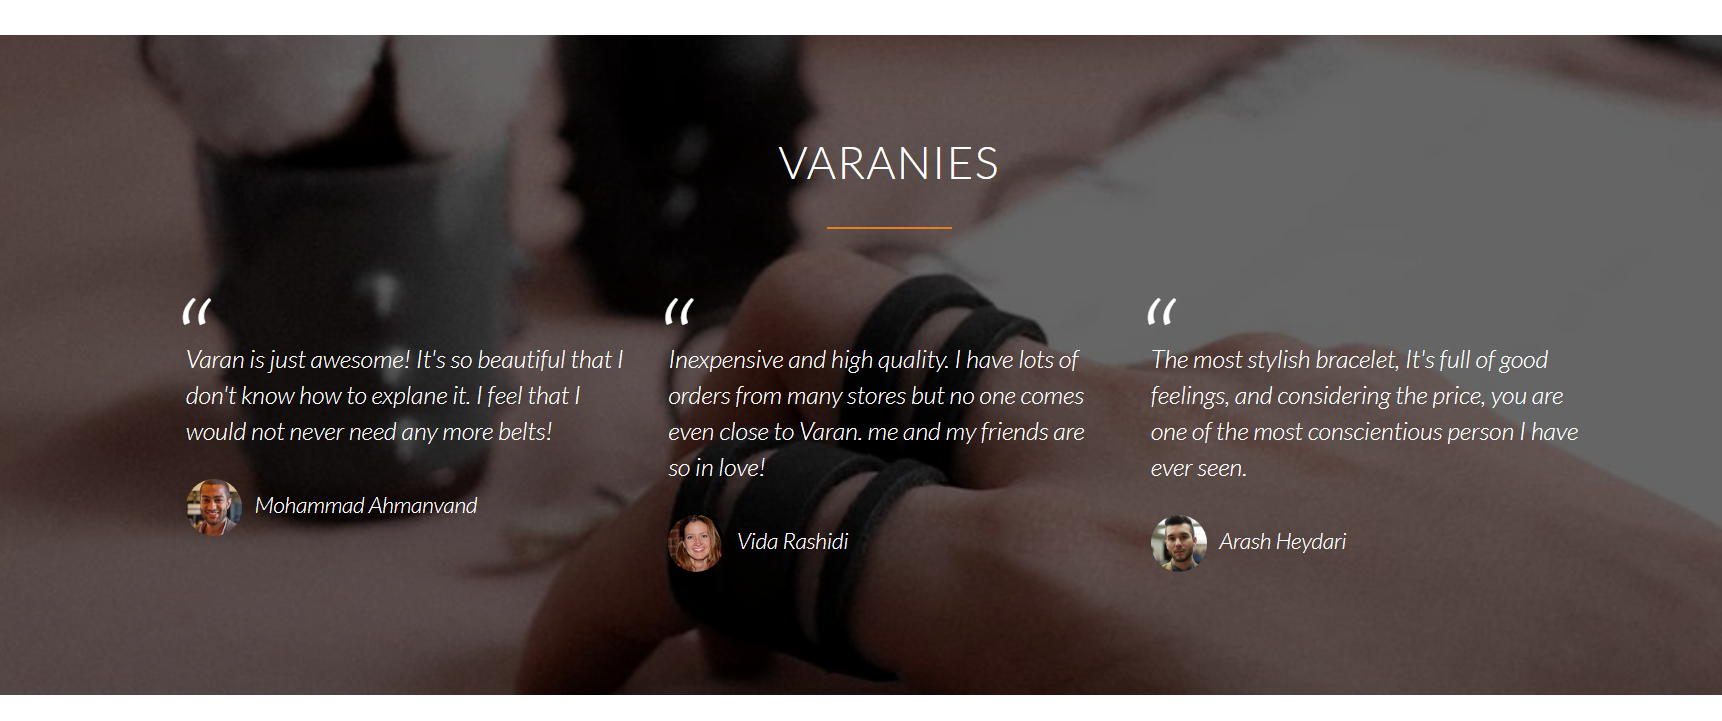 VARANIES
“
Varan is just awesome! It's so beautiful that I
don't know how to explane it. I feel that I
would not never need any more belts!
Mohammad Ahmanvand
“
Inexpensive and high quality. I have lots of
orders from many stores but no one comes
even close to Varan. me and my friends are
so in love!
Vida Rashidi
“
The most stylish bracelet, It's full of good
feelings, and considering the price, you are
one of the most conscientious person I have
ever seen.
Arash Heydari